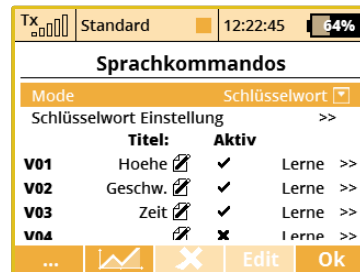 Tx Standard 12:22:45 64%
Sprachkommandos
Mode Schlüsselwort
Schlüsselwort Einstellung >>
Titel: Aktiv
V01 Hoehe Lerne >>
V02 Geschw. Lerne >>
V03 Zeit Lerne >>
V04 Lerne >>
... Edit Ok